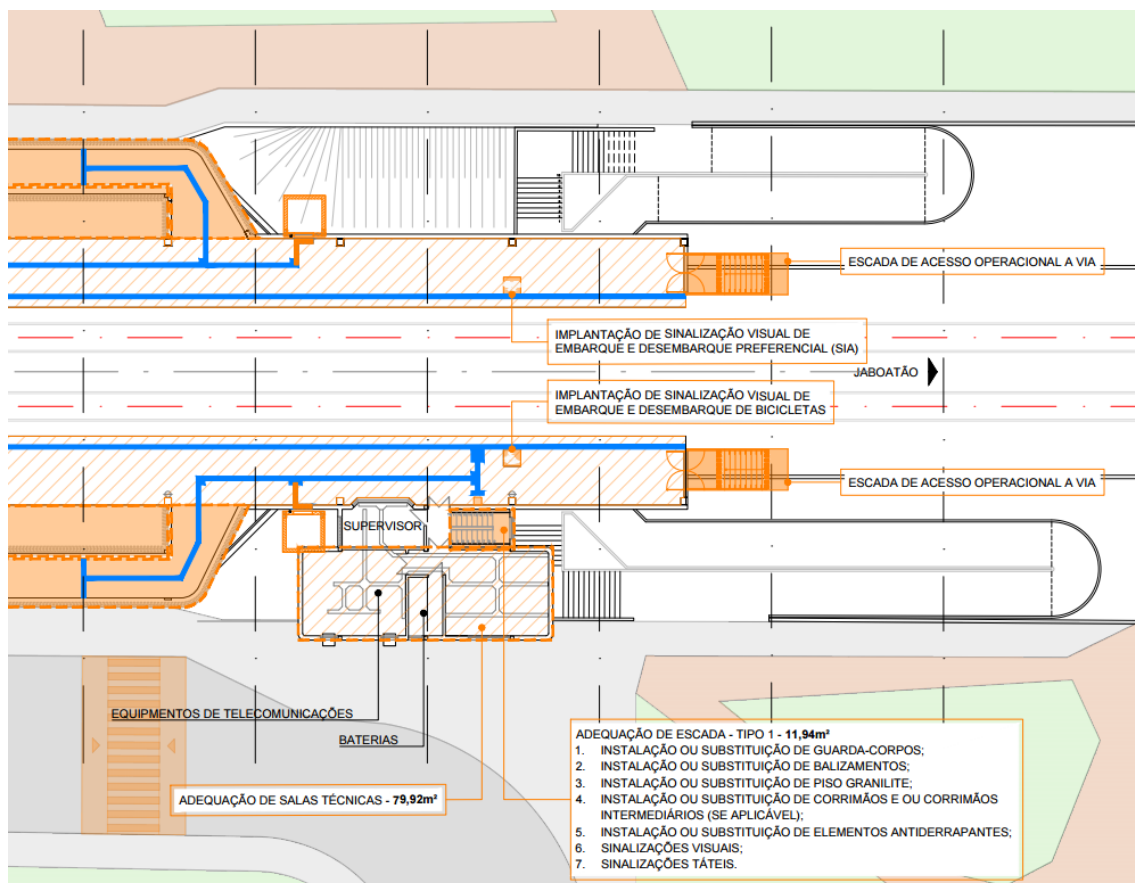 ESCADA DE ACESSO OPERACIONAL A VIA
IMPLANTAÇÃO DE SINALIZAÇÃO VISUAL DE
EMBARQUE E DESEMBARQUE PREFERENCIAL (SIA)
JABOATÃO
IMPLANTAÇÃO DE SINALIZAÇÃO VISUAL DE
EMBARQUE E DESEMBARQUE DE BICICLETAS
ESCADA DE ACESSO OPERACIONAL A VIA
SUPERVISOR
EQUIPMENTOS DE TELECOMUNICAÇÕES
BATERIAS
ADEQUAÇÃO DE SALAS TÉCNICAS - 79,92m²
ADEQUAÇÃO DE ESCADA - TIPO 1 - 11,94m²
1. INSTALAÇÃO OU SUBSTITUIÇÃO DE GUARDA-CORPOS;
2. INSTALAÇÃO OU SUBSTITUIÇÃO DE BALIZAMENTOS;
3. INSTALAÇÃO OU SUBSTITUIÇÃO DE PISO GRANILITE;
4. INSTALAÇÃO OU SUBSTITUIÇÃO DE CORRIMÃOS E OU CORRIMÃOS
INTERMEDIÁRIOS (SE APLICÁVEL);
5. INSTALAÇÃO OU SUBSTITUIÇÃO DE ELEMENTOS ANTIDERRAPANTES;
6. SINALIZAÇÕES VISUAIS;
7. SINALIZAÇÕES TÁTEIS.